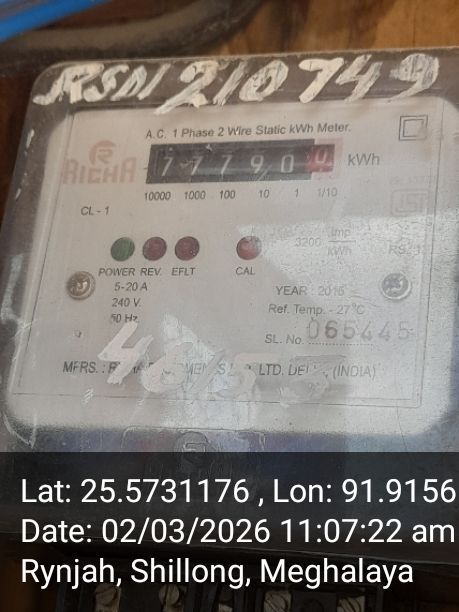 RSDI 210749
A.C. 1 Phase 2 Wire Static kWh Meter.
RICHA
77790 0 kWh
10000 1000 100 10 1 1/10
CL - 1
3200 imp/kWh
POWER REV. EFLT CAL
5-20 A
240 V.
50 Hz.
YEAR : 2015
Ref. Temp. - 27°C
SL. No. 065445
MFRS. : LTD. DELHI, (INDIA)
Lat: 25.5731176 , Lon: 91.9156
Date: 02/03/2026 11:07:22 am
Rynjah, Shillong, Meghalaya